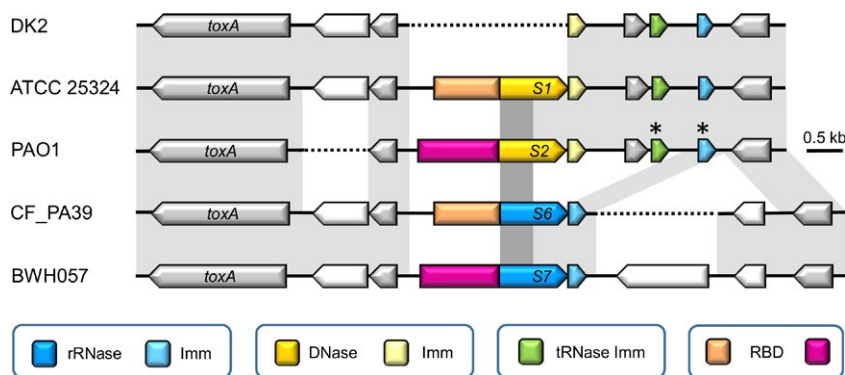 DK2 toxA
ATCC 25324 toxA S1
* *
PAO1 toxA S2 0.5 kb
CF_PA39 toxA S6
BWH057 toxA S7
rRNase Imm DNase Imm tRNase Imm RBD